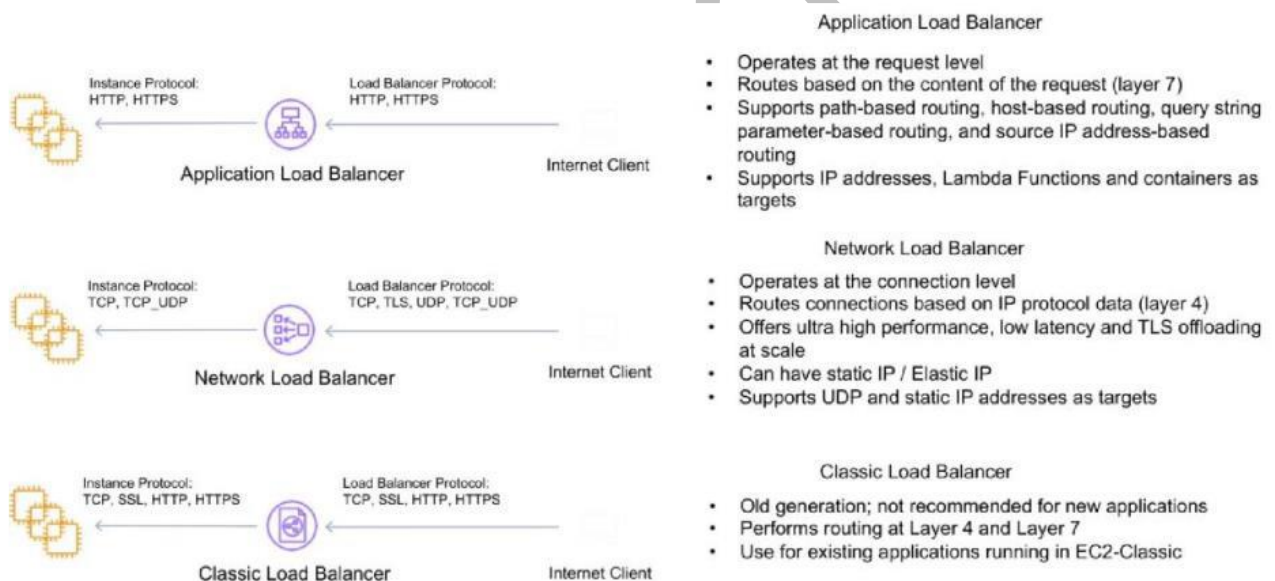 Application Load Balancer
Instance Protocol:
HTTP, HTTPS
Load Balancer Protocol:
HTTP, HTTPS
Application Load Balancer
Internet Client
• Operates at the request level
• Routes based on the content of the request (layer 7)
• Supports path-based routing, host-based routing, query string
parameter-based routing, and source IP address-based
routing
• Supports IP addresses, Lambda Functions and containers as
targets
Network Load Balancer
Instance Protocol:
TCP, TCP_UDP
Load Balancer Protocol:
TCP, TLS, UDP, TCP_UDP
Network Load Balancer
Internet Client
• Operates at the connection level
• Routes connections based on IP protocol data (layer 4)
• Offers ultra high performance, low latency and TLS offloading
at scale
• Can have static IP / Elastic IP
• Supports UDP and static IP addresses as targets
Classic Load Balancer
Instance Protocol:
TCP, SSL, HTTP, HTTPS
Load Balancer Protocol:
TCP, SSL, HTTP, HTTPS
Classic Load Balancer
Internet Client
• Old generation; not recommended for new applications
• Performs routing at Layer 4 and Layer 7
• Use for existing applications running in EC2-Classic